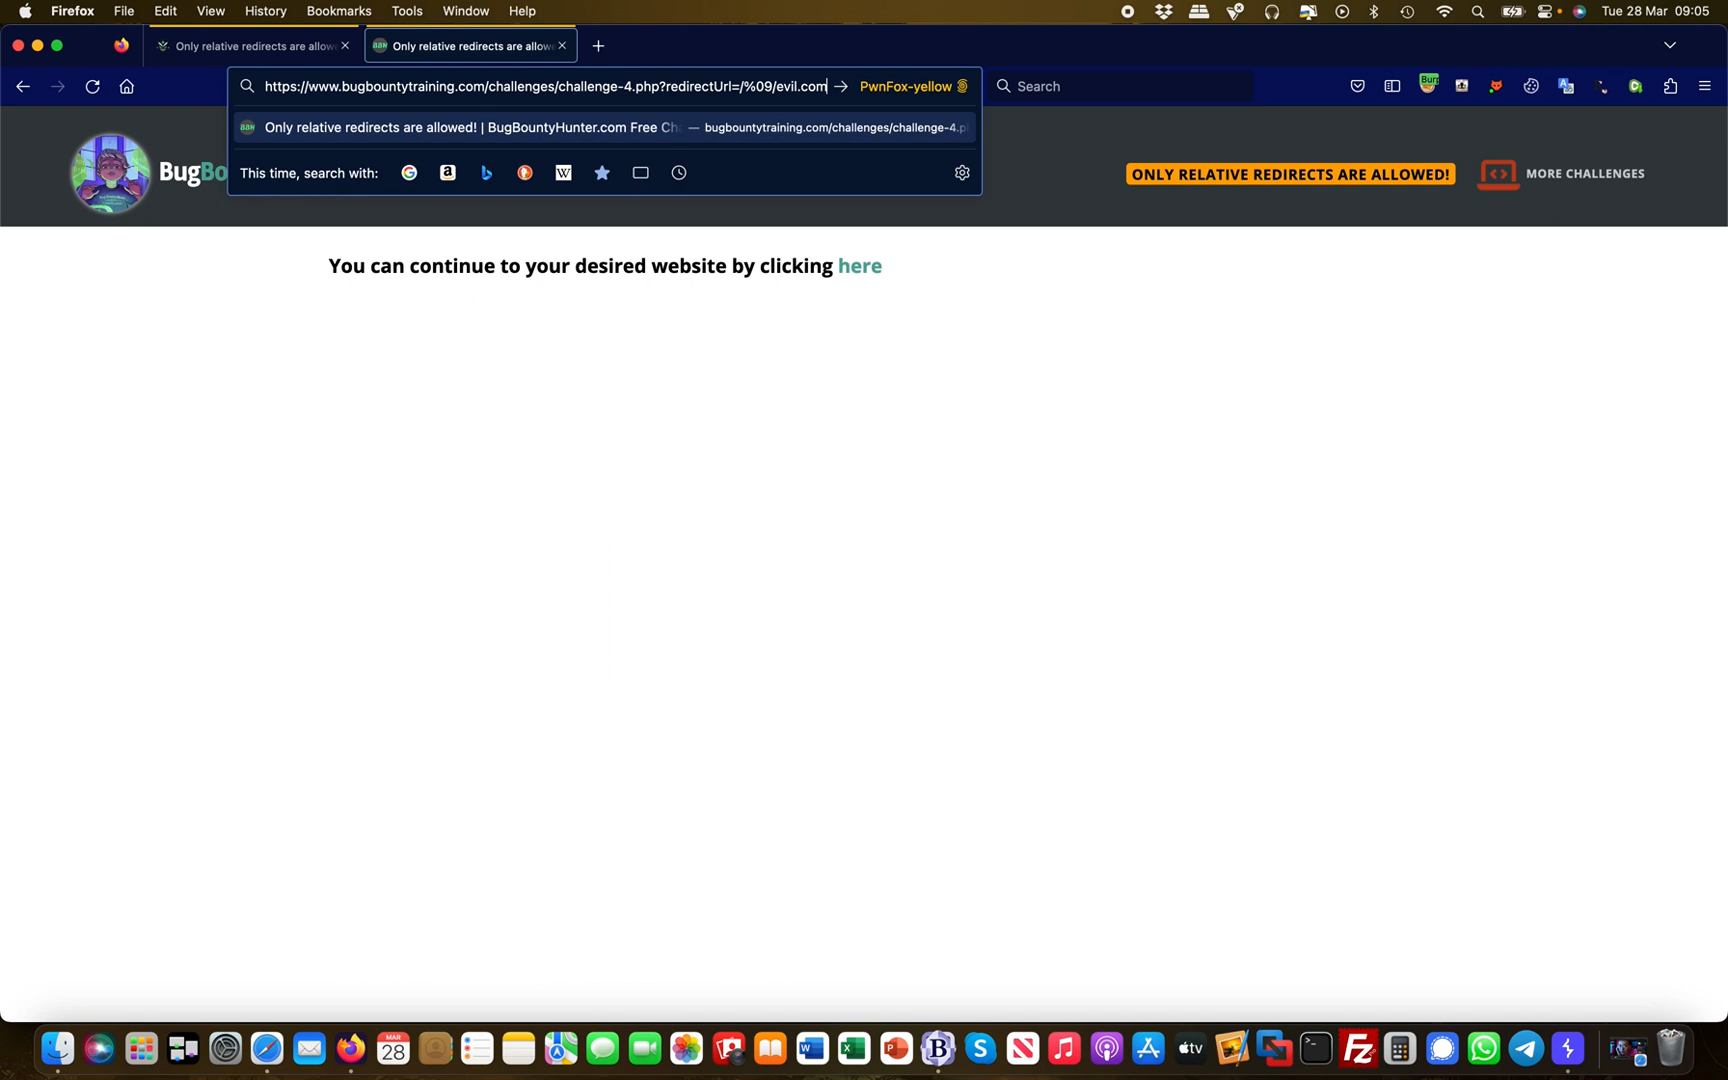 Firefox File Edit View History Bookmarks Tools Window Help Tue 28 Mar 09:05
Only relative redirects are allow Only relative redirects are allow
https://www.bugbountytraining.com/challenges/challenge-4.php?redirectUrl=/%09/evil.com PwnFox-yellow Search
Only relative redirects are allowed! | BugBountyHunter.com Free Ch — bugbountytraining.com/challenges/challenge-4.p
This time, search with:
BugBo
ONLY RELATIVE REDIRECTS ARE ALLOWED! MORE CHALLENGES
You can continue to your desired website by clicking here
MAR
28